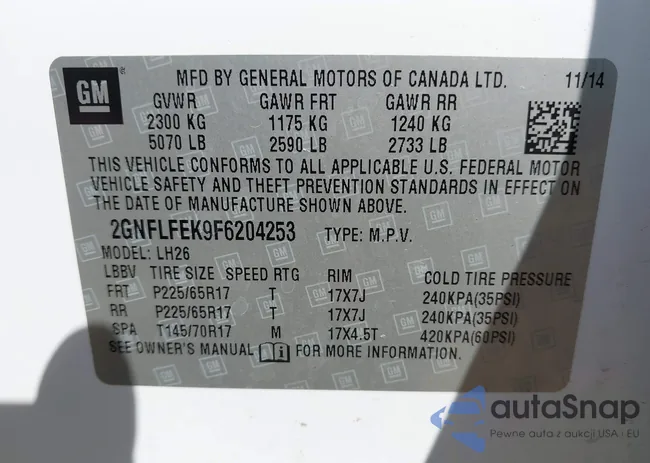 GM
MFD BY GENERAL MOTORS OF CANADA LTD. 11/14
GVWR GAWR FRT GAWR RR
2300 KG 1175 KG 1240 KG
5070 LB 2590 LB 2733 LB
THIS VEHICLE CONFORMS TO ALL APPLICABLE U.S. FEDERAL MOTOR
VEHICLE SAFETY AND THEFT PREVENTION STANDARDS IN EFFECT ON
THE DATE OF MANUFACTURE SHOWN ABOVE.
2GNFLFEK9F6204253 TYPE: M.P.V.
MODEL: LH26
LBBV TIRE SIZE SPEED RTG RIM COLD TIRE PRESSURE
FRT P225/65R17 T 17X7J 240KPA(35PSI)
RR P225/65R17 T 17X7J 240KPA(35PSI)
SPA T145/70R17 M 17X4.5T 420KPA(60PSI)
SEE OWNER'S MANUAL FOR MORE INFORMATION.
autaSnap
Pewne auta z aukcji USA i EU